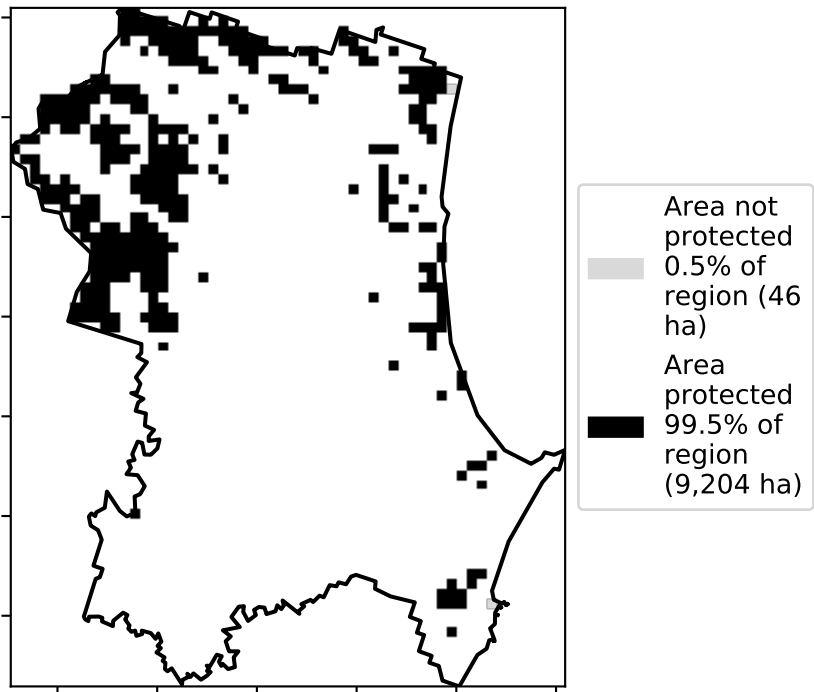 Area not
protected
0.5% of
region (46
ha)
Area
protected
99.5% of
region
(9,204 ha)